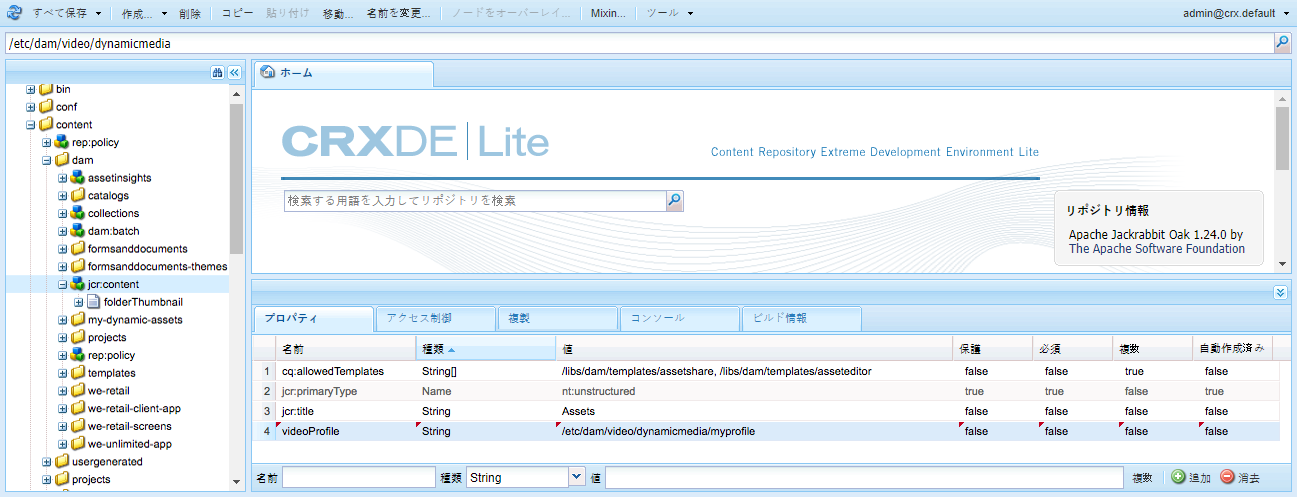 すべて保存 作成... 削除 コピー 貼り付け 移動... 名前を変更... ノードをオーバーレイ... Mixin... ツール admin@crx.default
/etc/dam/video/dynamicmedia
bin
conf
content
rep:policy
dam
assetinsights
catalogs
collections
dam:batch
formsanddocuments
formsanddocuments-themes
jcr:content
folderThumbnail
my-dynamic-assets
projects
rep:policy
templates
we-retail
we-retail-client-app
we-retail-screens
we-unlimited-app
usergenerated
projects
ホーム
CRXDE Lite
Content Repository Extreme Development Environment Lite
検索する用語を入力してリポジトリを検索
リポジトリ情報
Apache Jackrabbit Oak 1.24.0 by
The Apache Software Foundation
プロパティ アクセス制御 複製 コンソール ビルド情報
名前 種類 値 保護 必須 複数 自動作成済み
1 cq:allowedTemplates String[] /libs/dam/templates/assetshare, /libs/dam/templates/asseteditor false false true false
2 jcr:primaryType Name nt:unstructured true true false true
3 jcr:title String Assets false false false false
4 videoProfile String /etc/dam/video/dynamicmedia/myprofile false false false false
名前 種類 String 値 複数 追加 消去